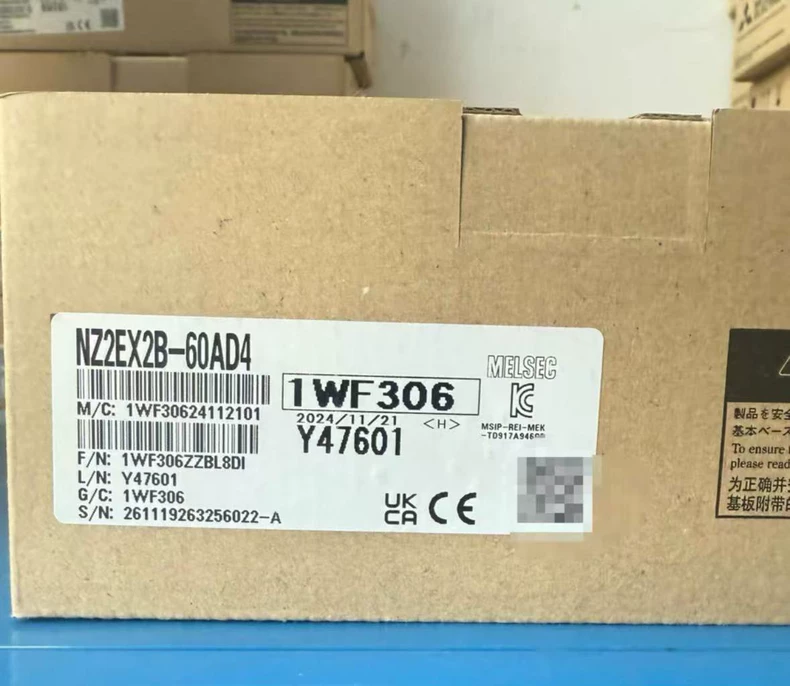 NZ2EX2B-60AD4
M/C: 1WF30624112101
F/N: 1WF306ZZBL8DI
L/N: Y47601
G/C: 1WF306
S/N: 261119263256022-A
1WF306
2024/11/21 <H>
Y47601
MELSEC
MSIP-REI-MEK
UK
CA CE
製品を安全
基本ベース
To ensure
please read
为正确并
基板附带的